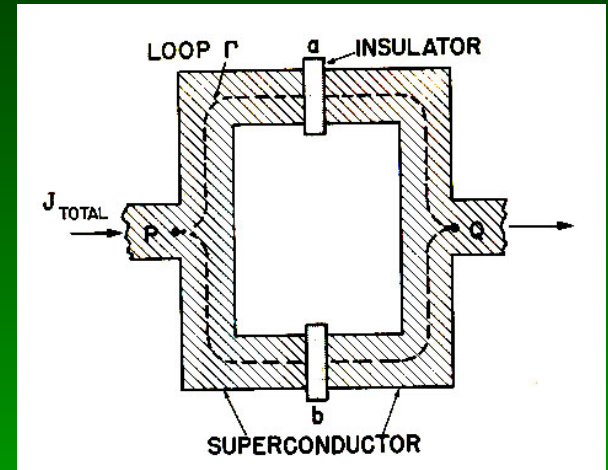 LOOP Γ a INSULATOR
J TOTAL
P Q
b
SUPERCONDUCTOR